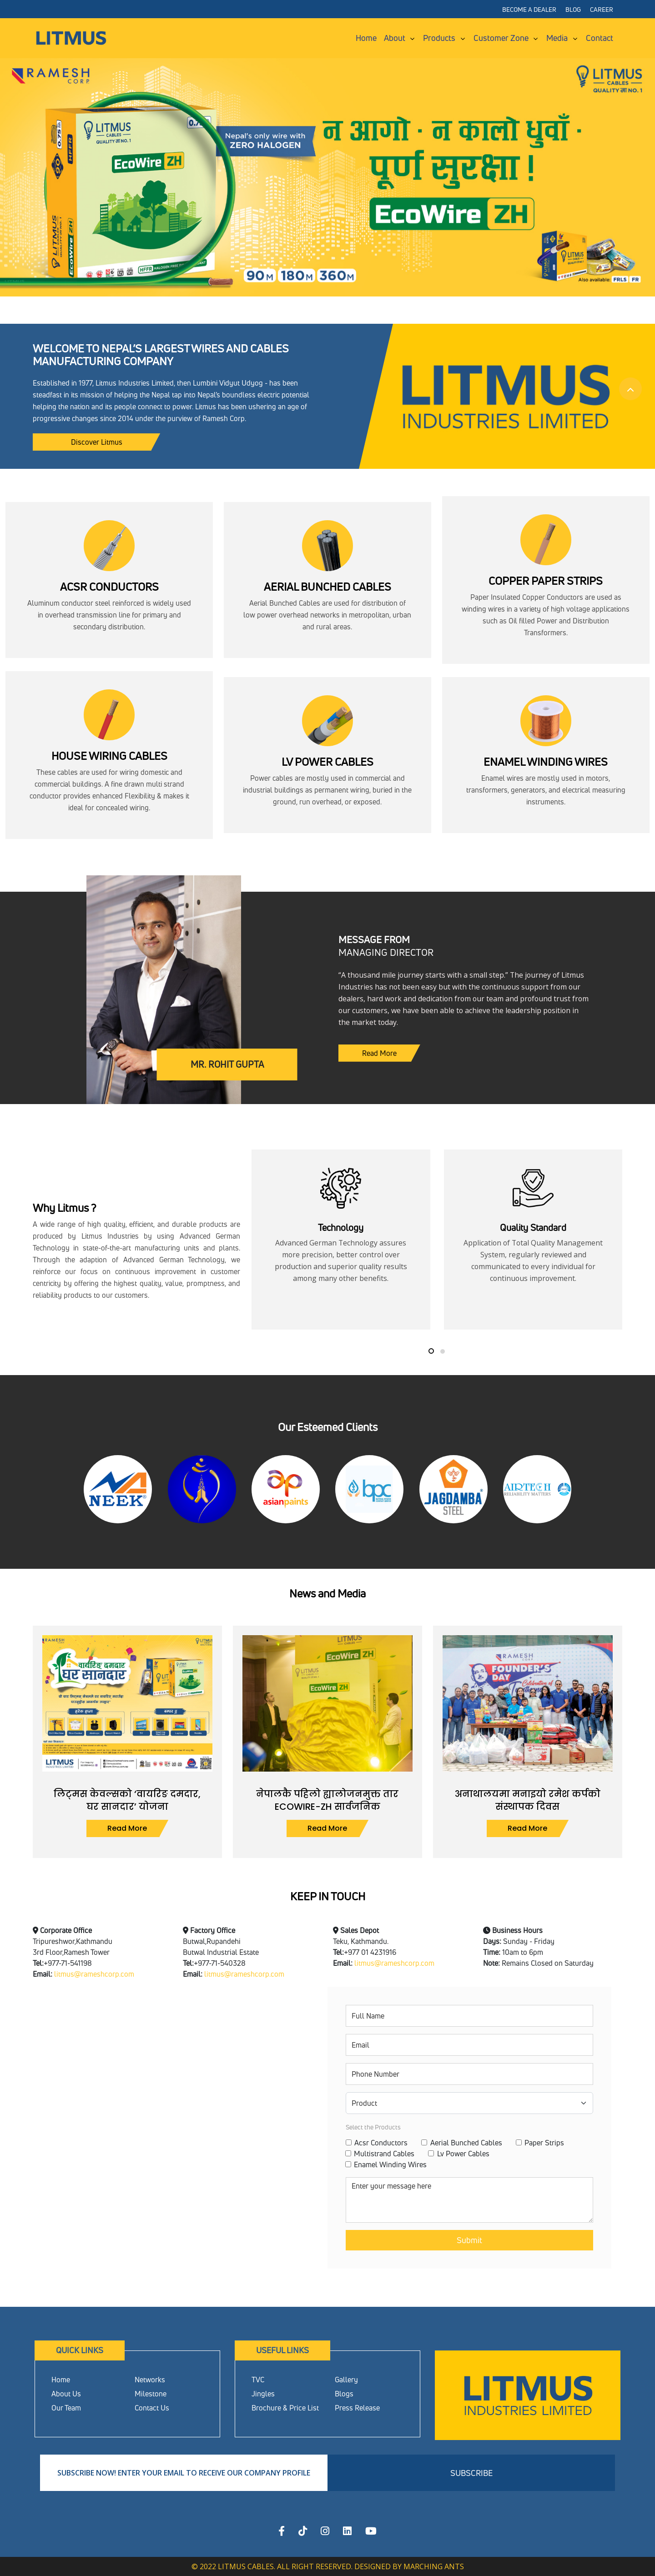 BECOME A DEALER BLOG CAREER
LITMUS
Home About Products Customer Zone Media Contact
RAMESH CORP
LITMUS CABLES
QUALITY मा NO. 1
0.75
LITMUS CABLES
QUALITY मा NO. 1
EcoWire ZH
LITMUS EcoWire ZH
Nepal's only wire with
ZERO HALOGEN
न आगो · न कालो धुवाँ ·
पूर्ण सुरक्षा !
EcoWire ZH
90M 180M 360M
Also available: FRLS FR
WELCOME TO NEPAL'S LARGEST WIRES AND CABLES
MANUFACTURING COMPANY
Established in 1977, Litmus Industries Limited, then Lumbini Vidyut Udyog - has been
steadfast in its mission of helping the Nepal tap into Nepal's boundless electric potential
helping the nation and its people connect to power. Litmus has been ushering an age of
progressive changes since 2014 under the purview of Ramesh Corp.
Discover Litmus
LITMUS
INDUSTRIES LIMITED
ACSR CONDUCTORS
Aluminum conductor steel reinforced is widely used
in overhead transmission line for primary and
secondary distribution.
AERIAL BUNCHED CABLES
Aerial Bunched Cables are used for distribution of
low power overhead networks in metropolitan, urban
and rural areas.
COPPER PAPER STRIPS
Paper Insulated Copper Conductors are used as
winding wires in a variety of high voltage applications
such as Oil filled Power and Distribution
Transformers.
HOUSE WIRING CABLES
These cables are used for wiring domestic and
commercial buildings. A fine drawn multi strand
conductor provides enhanced Flexibility & makes it
ideal for concealed wiring.
LV POWER CABLES
Power cables are mostly used in commercial and
industrial buildings as permanent wiring, buried in the
ground, run overhead, or exposed.
ENAMEL WINDING WIRES
Enamel wires are mostly used in motors,
transformers, generators, and electrical measuring
instruments.
MR. ROHIT GUPTA
MESSAGE FROM
MANAGING DIRECTOR
“A thousand mile journey starts with a small step.” The journey of Litmus
Industries has not been easy but with the continuous support from our
dealers, hard work and dedication from our team and profound trust from
our customers, we have been able to achieve the leadership position in
the market today.
Read More
Why Litmus ?
A wide range of high quality, efficient, and durable products are
produced by Litmus Industries by using Advanced German
Technology in state-of-the-art manufacturing units and plants.
Through the adaption of Advanced German Technology, we
reinforce our focus on continuous improvement in customer
centricity by offering the highest quality, value, promptness, and
reliability products to our customers.
Technology
Advanced German Technology assures
more precision, better control over
production and superior quality results
among many other benefits.
Quality Standard
Application of Total Quality Management
System, regularly reviewed and
communicated to every individual for
continuous improvement.
Our Esteemed Clients
NEEK
asianpaints
bpc
JAGDAMBA
STEEL
AIRTECH
RELIABILITY MATTERS
News and Media
वायरिङ दमदार
घर सानदार
LITMUS
LITMUS
EcoWire ZH
RAMESH
FOUNDER'S
DAY
लिट्मस केवल्सको ‘वायरिङ दमदार,
घर सानदार’ योजना
Read More
नेपालकै पहिलो ह्यालोजनमुक्त तार
ECOWIRE-ZH सार्वजनिक
Read More
अनाथालयमा मनाइयो रमेश कर्पको
संस्थापक दिवस
Read More
KEEP IN TOUCH
Corporate Office
Tripureshwor,Kathmandu
3rd Floor,Ramesh Tower
Tel:+977-71-541198
Email: litmus@rameshcorp.com
Factory Office
Butwal,Rupandehi
Butwal Industrial Estate
Tel:+977-71-540328
Email: litmus@rameshcorp.com
Sales Depot
Teku, Kathmandu.
Tel:+977 01 4231916
Email: litmus@rameshcorp.com
Business Hours
Days: Sunday - Friday
Time: 10am to 6pm
Note: Remains Closed on Saturday
Full Name
Email
Phone Number
Product
Select the Products
Acsr Conductors Aerial Bunched Cables Paper Strips
Multistrand Cables Lv Power Cables
Enamel Winding Wires
Enter your message here
Submit
QUICK LINKS
Home Networks
About Us Milestone
Our Team Contact Us
USEFUL LINKS
TVC Gallery
Jingles Blogs
Brochure & Price List Press Release
LITMUS
INDUSTRIES LIMITED
SUBSCRIBE NOW! ENTER YOUR EMAIL TO RECEIVE OUR COMPANY PROFILE
SUBSCRIBE
© 2022 LITMUS CABLES. ALL RIGHT RESERVED. DESIGNED BY MARCHING ANTS